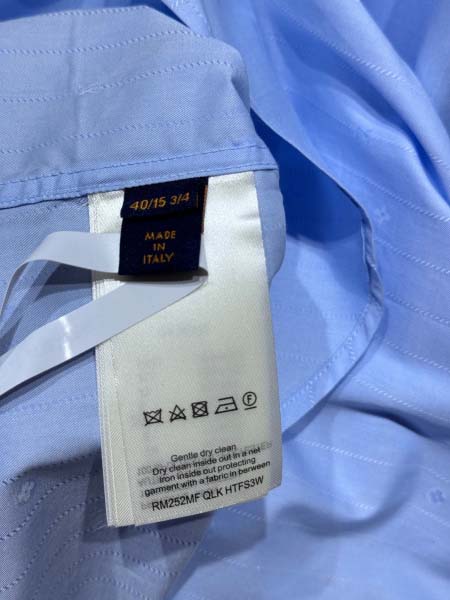 40/15 3/4
MADE
IN
ITALY
F
Gentle dry clean
Dry clean inside out in a net
Iron inside out protecting
garment with a fabric in berween
RM252MF QLK HTFS3W